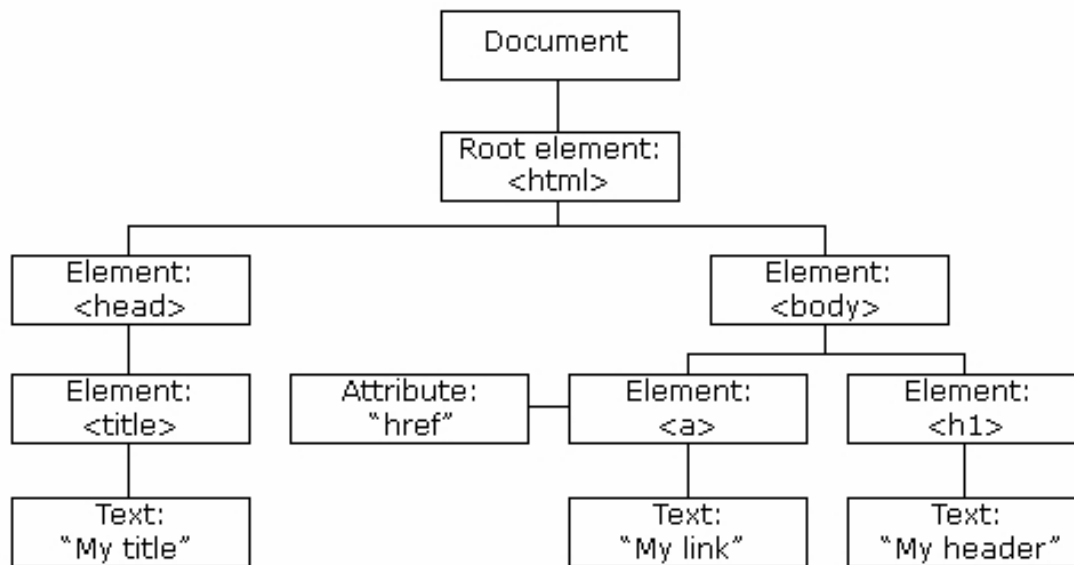 Document
Root element:
<html>
Element:
<head>
Element:
<body>
Element:
<title>
Attribute:
“href”
Element:
<a>
Element:
<h1>
Text:
“My title”
Text:
“My link”
Text:
“My header”